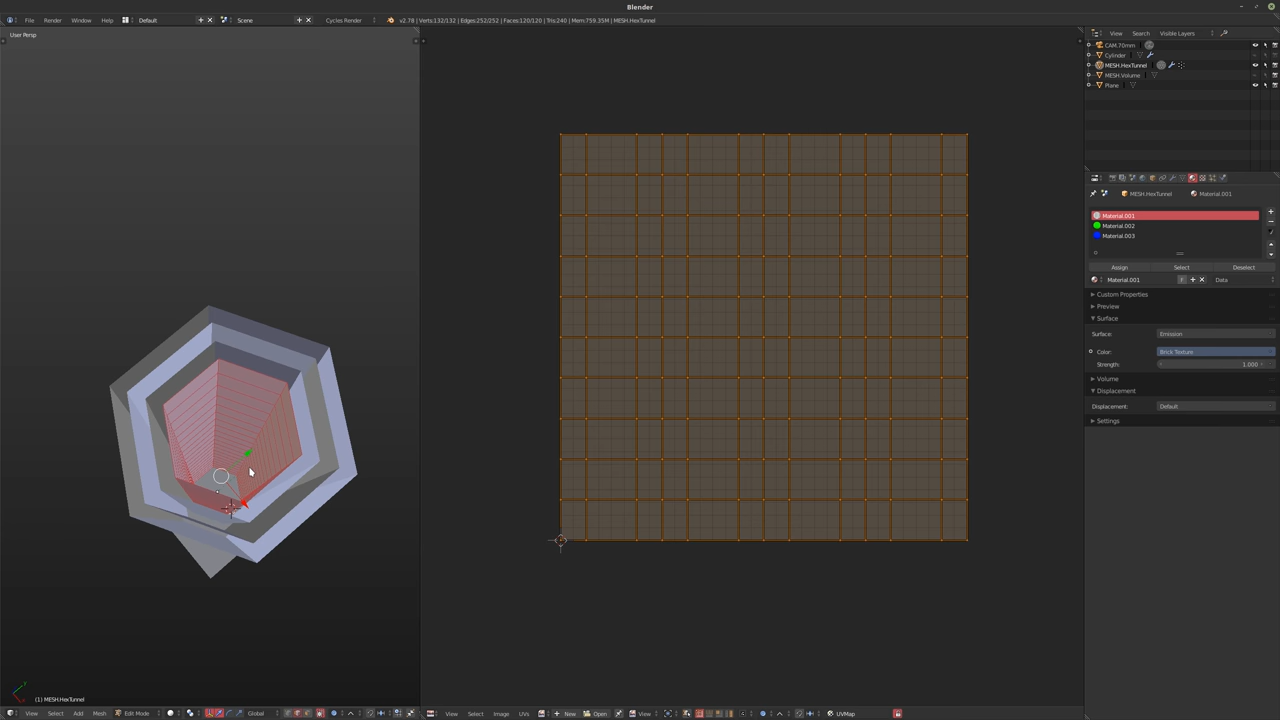 Blender
File Render Window Help Default Scene Cycles Render v2.78 | Verts:132/132 | Edges:252/252 | Faces:120/120 | Tris:240 | Mem:759.35M | MESH.HexTunnel
User Persp
View Search Visible Layers
CAM.70mm
Cylinder
MESH.HexTunnel
MESH.Volume
Plane
MESH.HexTunnel Material.001
Material.001
Material.002
Material.003
Assign Select Deselect
Material.001 F Data
Custom Properties
Preview
Surface
Surface: Emission
Color: Brick Texture
Strength: 1.000
Volume
Displacement
Displacement: Default
Settings
(1) MESH.HexTunnel
View Select Add Mesh Edit Mode Global View Select Image UVs New Open View UVMap